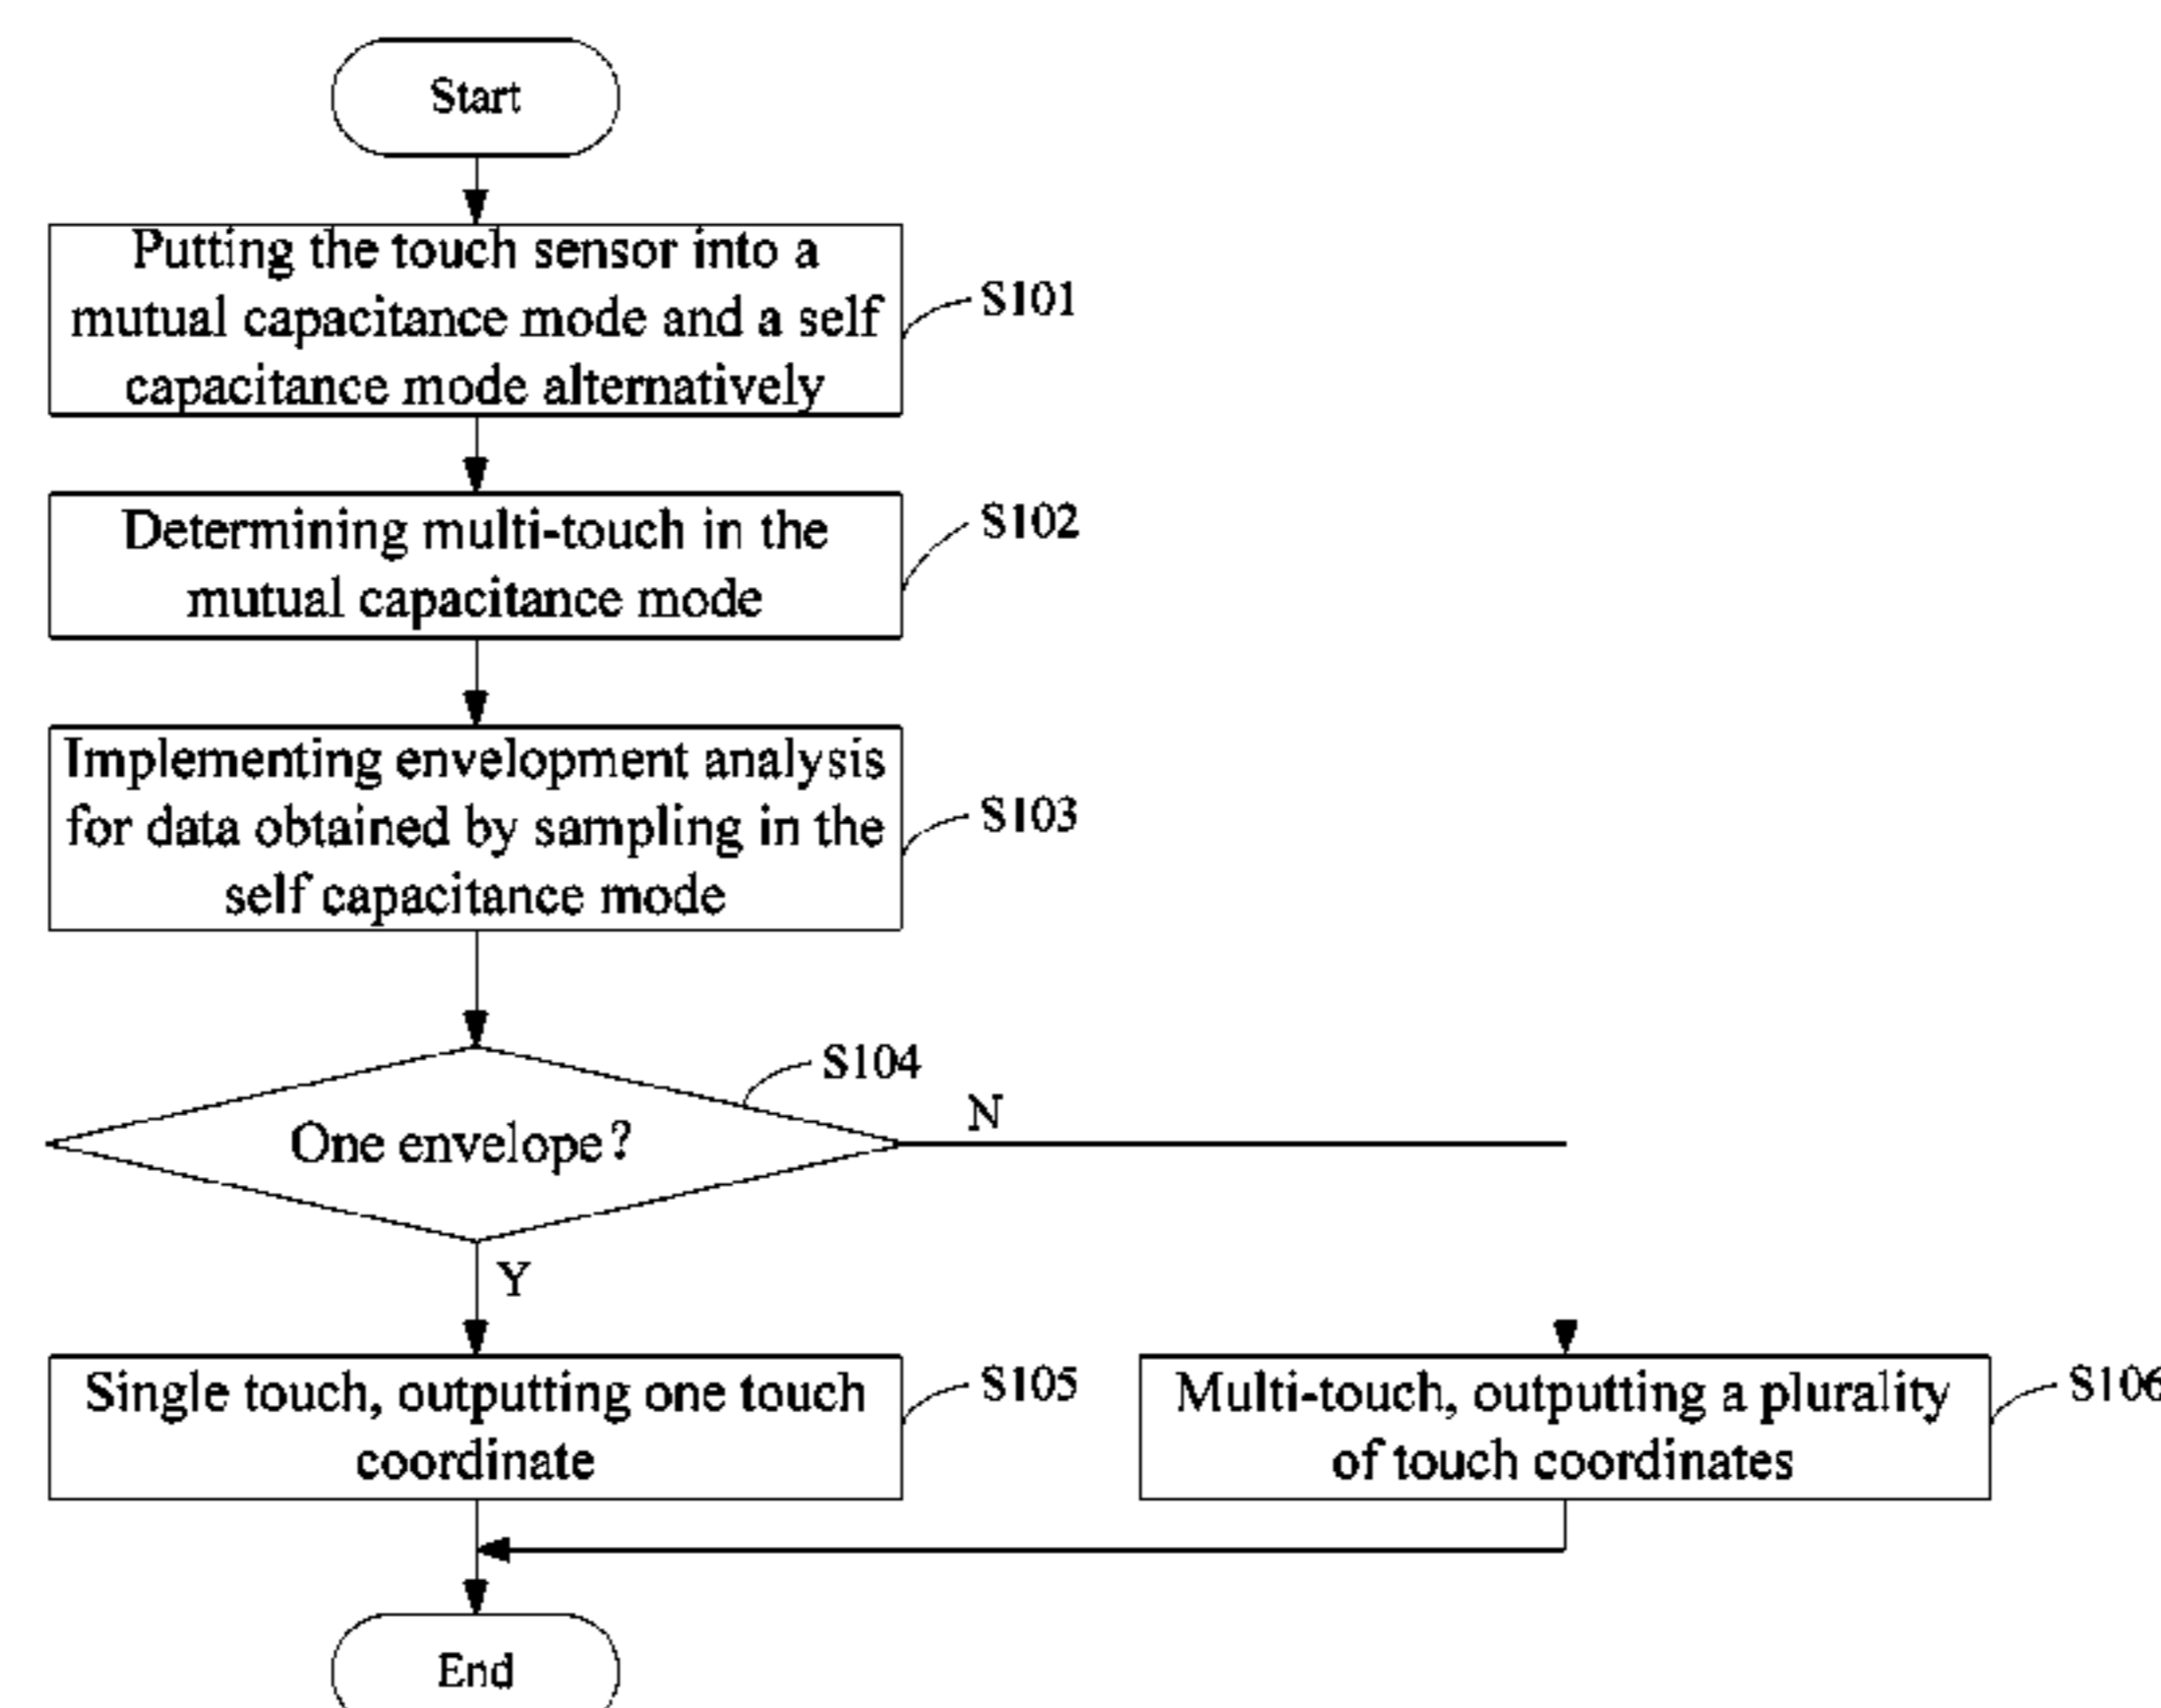 Start
Putting the touch sensor into a
mutual capacitance mode and a self
capacitance mode alternatively
S101
Determining multi-touch in the
mutual capacitance mode
S102
Implementing envelopment analysis
for data obtained by sampling in the
self capacitance mode
S103
One envelope?
S104
N
Y
Single touch, outputting one touch
coordinate
S105
Multi-touch, outputting a plurality
of touch coordinates
S106
End